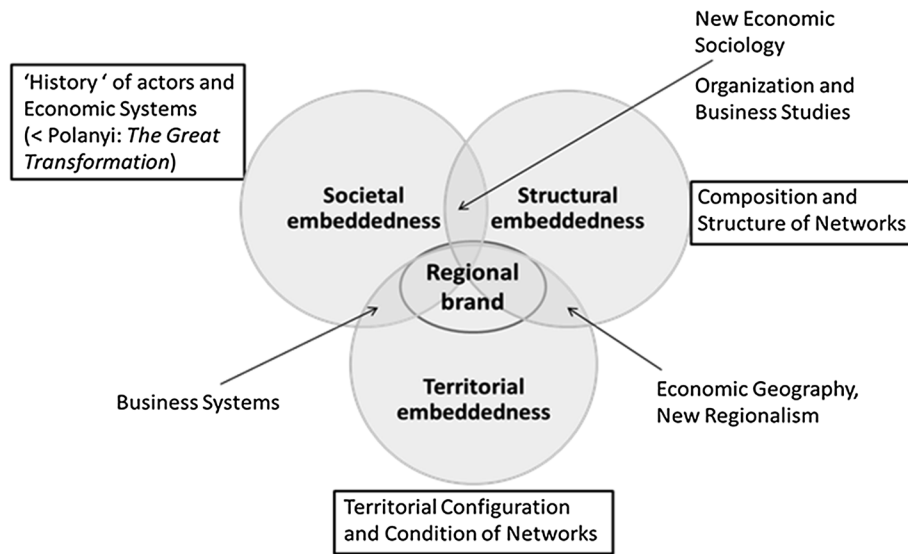 New Economic
Sociology
Organization and
Business Studies
‘History ‘ of actors and
Economic Systems
(< Polanyi: The Great
Transformation)
Societal
embeddedness
Structural
embeddedness
Composition and
Structure of Networks
Regional
brand
Business Systems
Territorial
embeddedness
Economic Geography,
New Regionalism
Territorial Configuration
and Condition of Networks